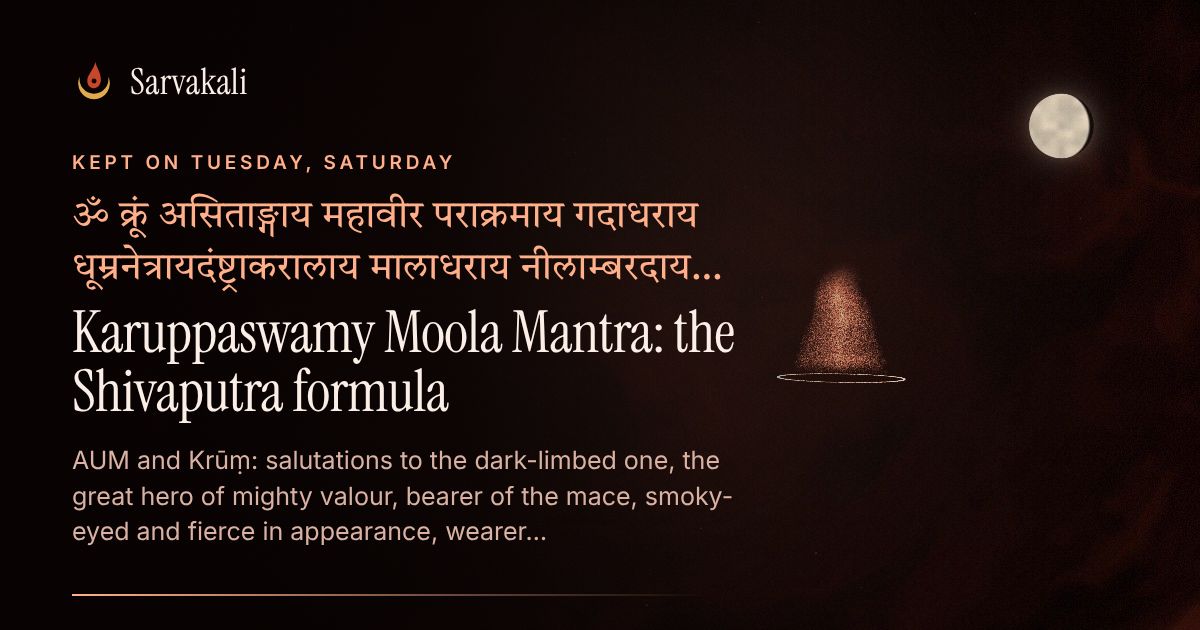 Sarvakali
KEPT ON TUESDAY, SATURDAY
ॐ क्रूं असिताङ्गाय महावीर पराक्रमाय गदाधराय
धूम्रनेत्रायदंष्ट्राकरालाय मालाधराय नीलाम्बरदाय...
Karuppaswamy Moola Mantra: the
Shivaputra formula
AUM and Krūṃ: salutations to the dark-limbed one, the
great hero of mighty valour, bearer of the mace, smoky-
eyed and fierce in appearance, wearer...